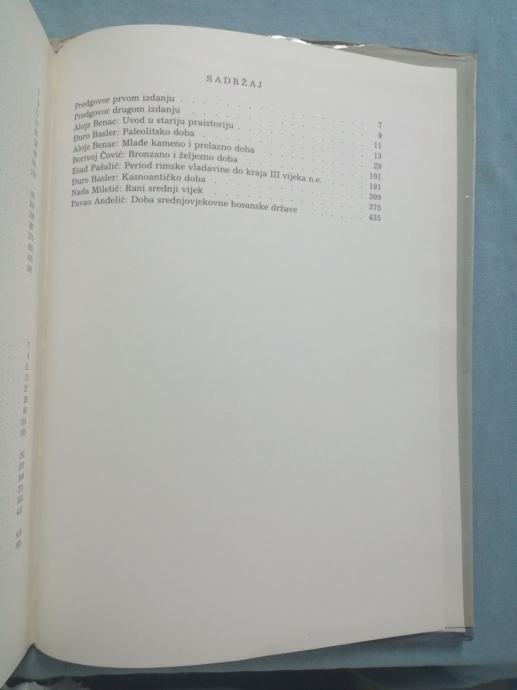 SADRŽAJ
Predgovor prvom izdanju 7
Predgovor drugom izdanju 9
Alojz Benac: Uvod u stariju praistoriju 11
Đuro Basler: Paleolitsko doba 13
Alojz Benac: Mlađe kameno i prelazno doba 29
Borivoj Čović: Bronzano i željezno doba 101
Esad Pašalić: Period rimske vladavine do kraja III vijeka n.e. 191
Đuro Basler: Kasnoantičko doba 309
Nada Miletić: Rani srednji vijek 375
Pavao Anđelić: Doba srednjovjekovne bosanske države 435